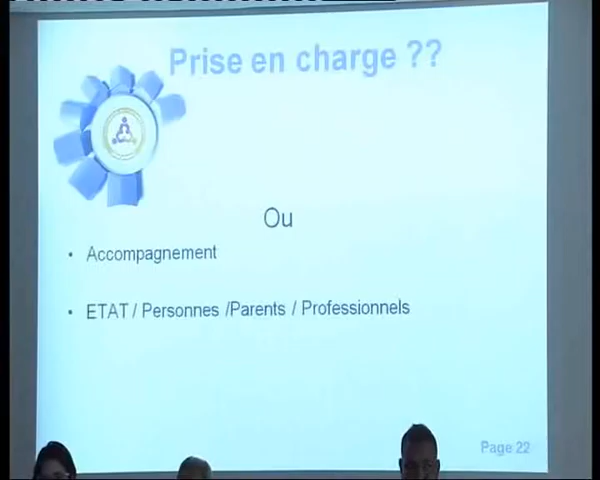 Prise en charge ??
Ou
• Accompagnement
• ETAT / Personnes /Parents / Professionnels
Page 22